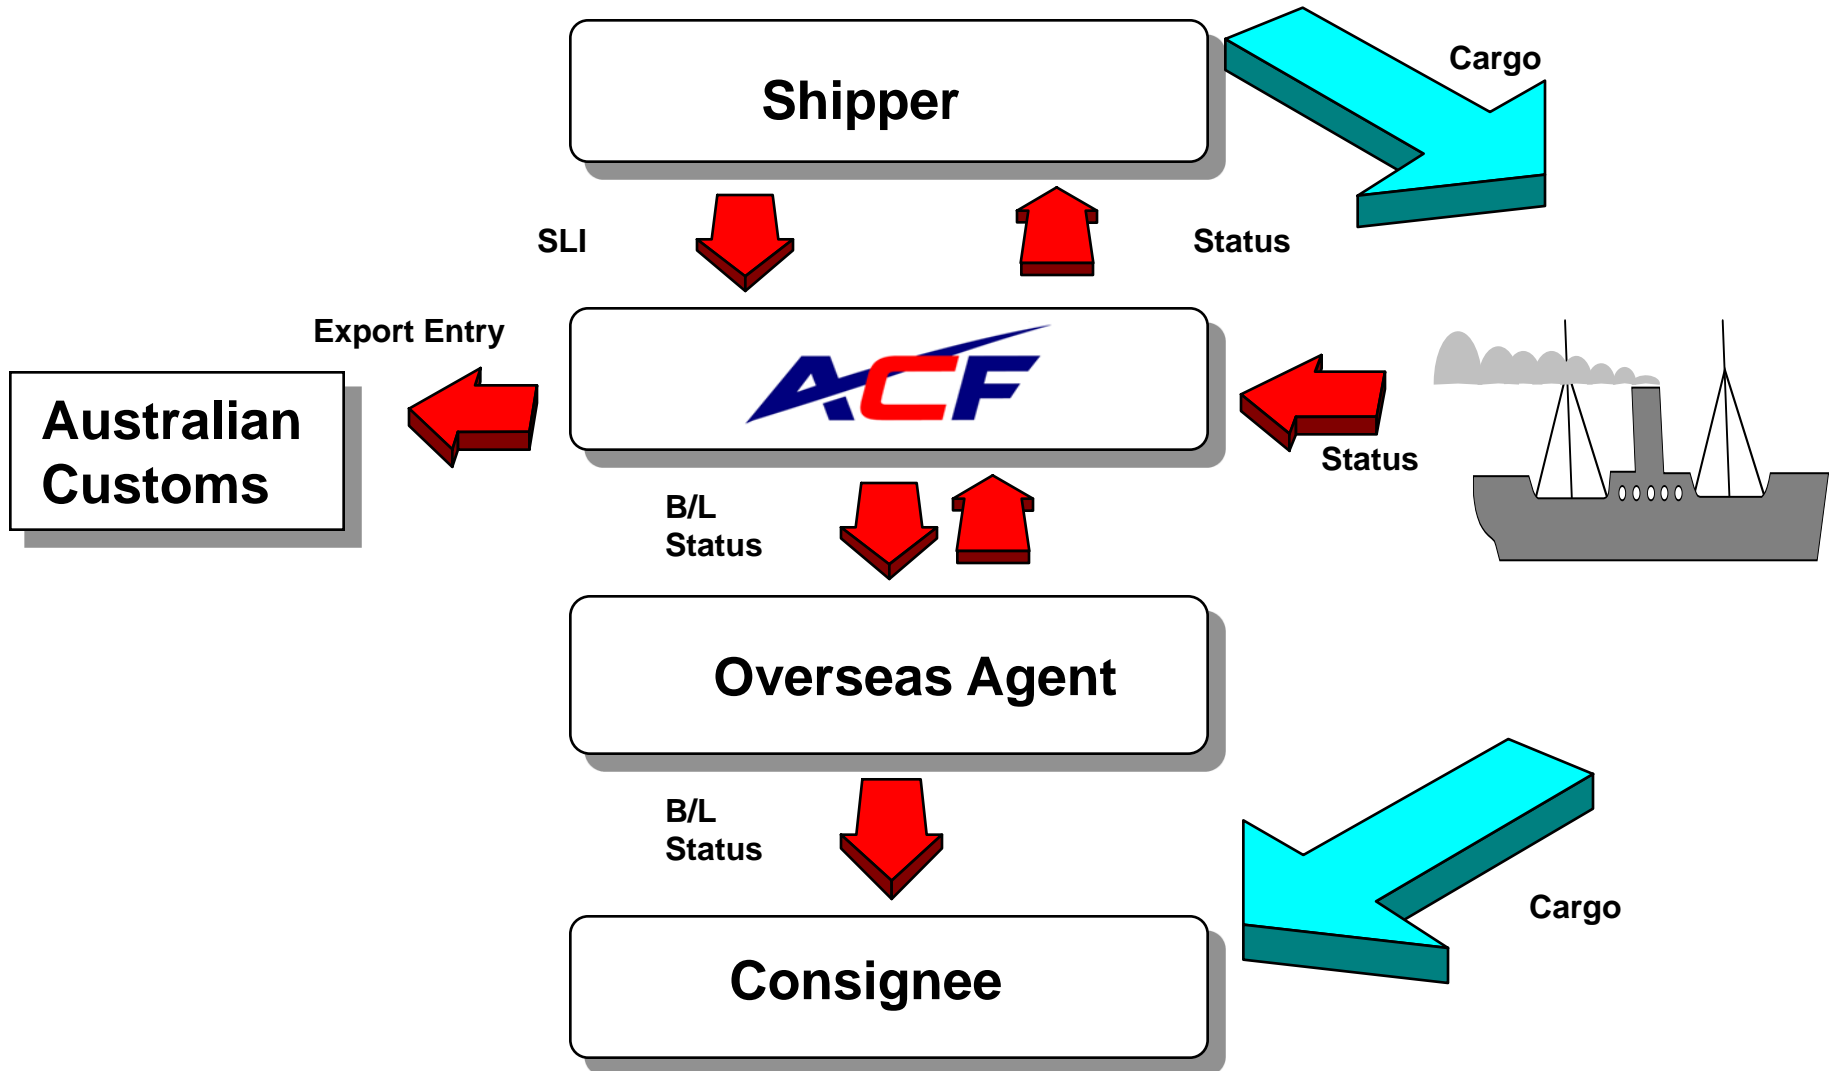 Shipper
Cargo
SLI
Status
Export Entry
ACF
Australian
Customs
Status
B/L
Status
Overseas Agent
B/L
Status
Cargo
Consignee